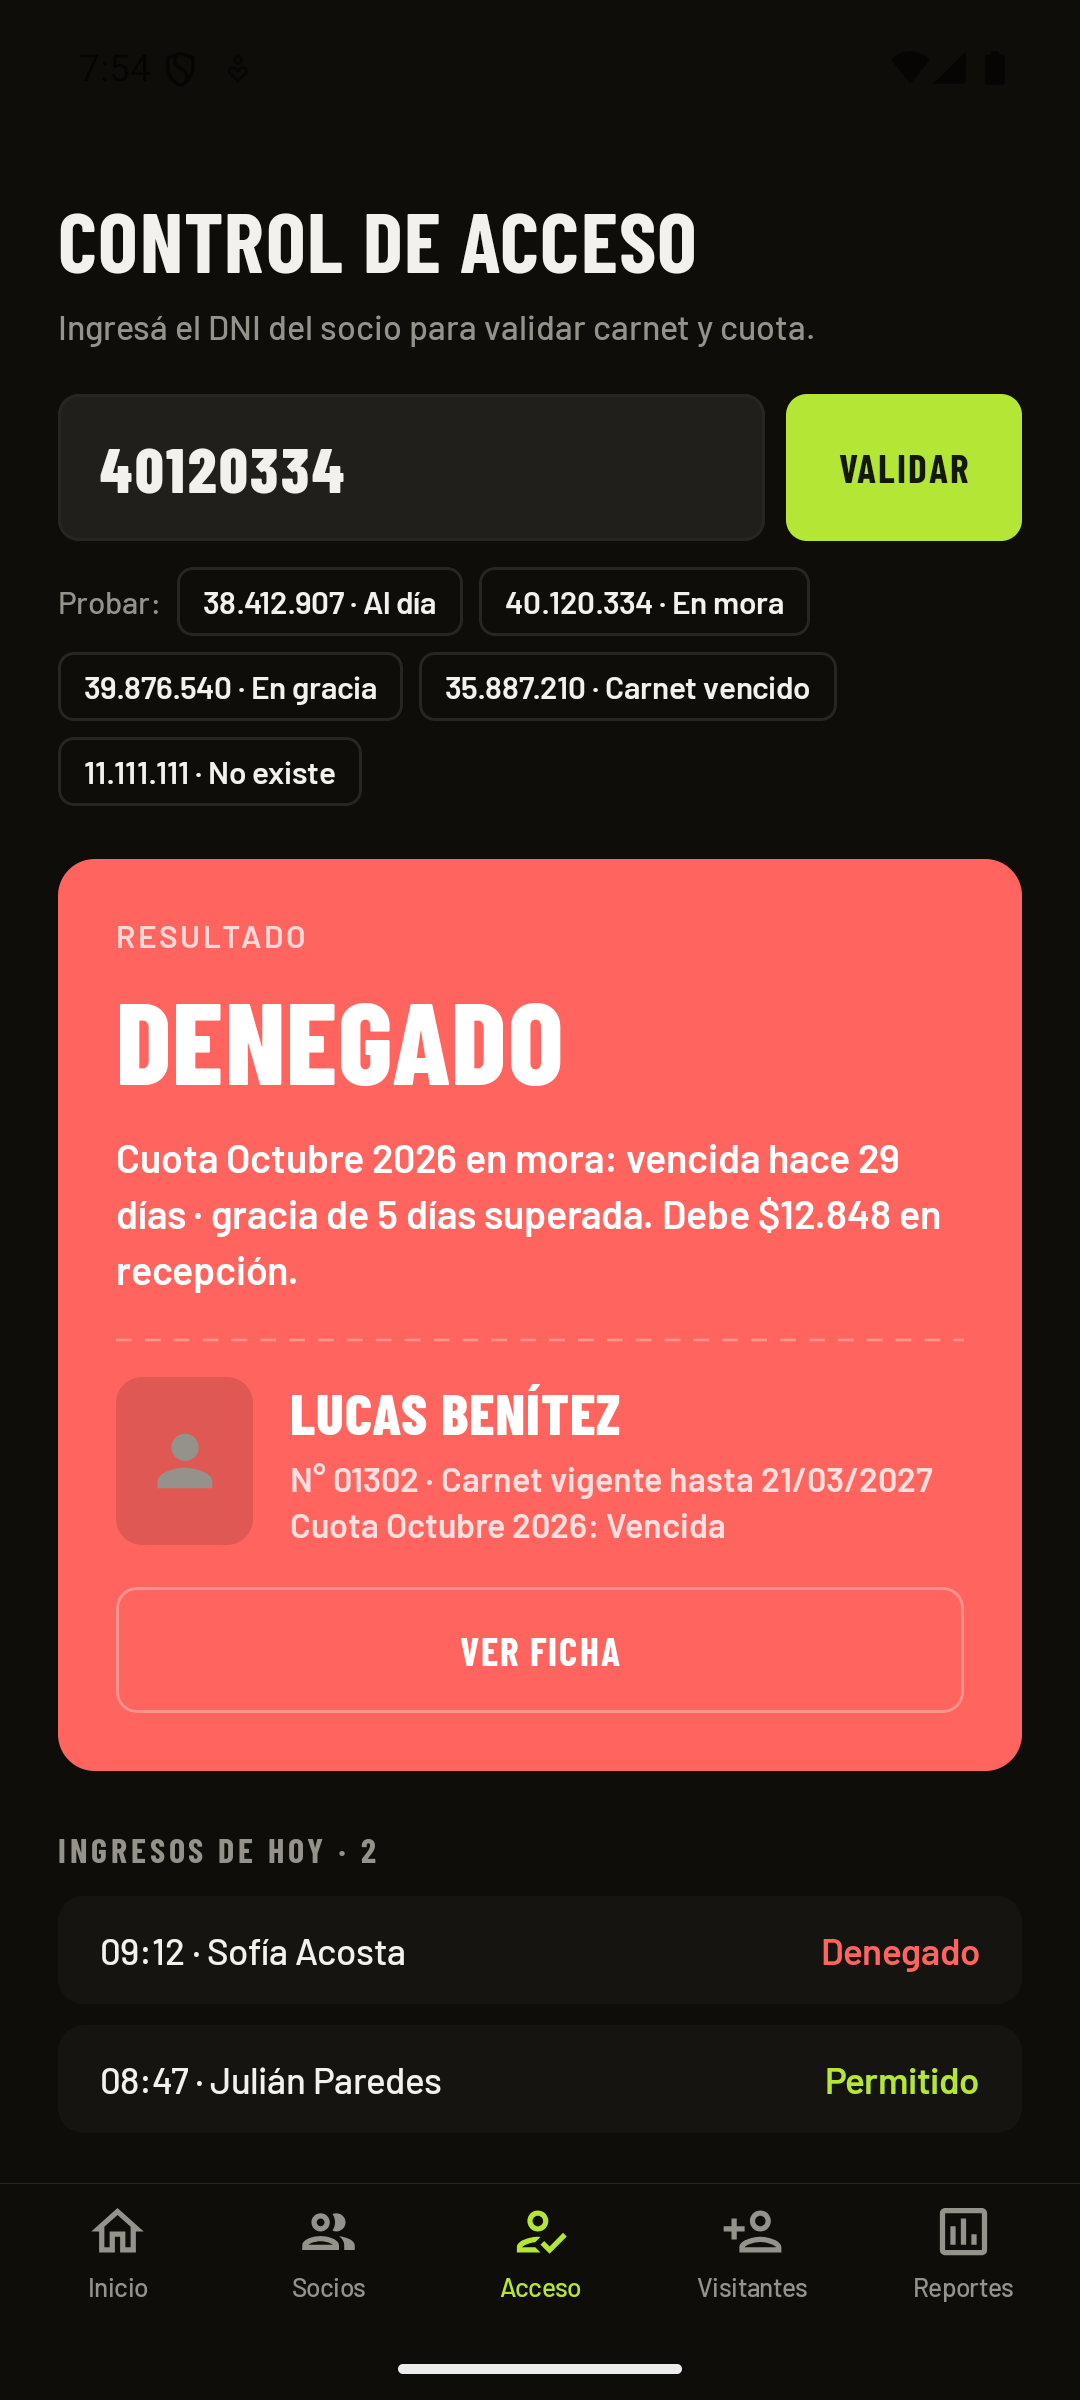 7:54
CONTROL DE ACCESO
Ingresá el DNI del socio para validar carnet y cuota.
40120334
VALIDAR
Probar:
38.412.907 · Al día
40.120.334 · En mora
39.876.540 · En gracia
35.887.210 · Carnet vencido
11.111.111 · No existe
RESULTADO
DENEGADO
Cuota Octubre 2026 en mora: vencida hace 29
días · gracia de 5 días superada. Debe $12.848 en
recepción.
LUCAS BENÍTEZ
N° 01302 · Carnet vigente hasta 21/03/2027
Cuota Octubre 2026: Vencida
VER FICHA
INGRESOS DE HOY · 2
09:12 · Sofía Acosta
Denegado
08:47 · Julián Paredes
Permitido
Inicio
Socios
Acceso
Visitantes
Reportes